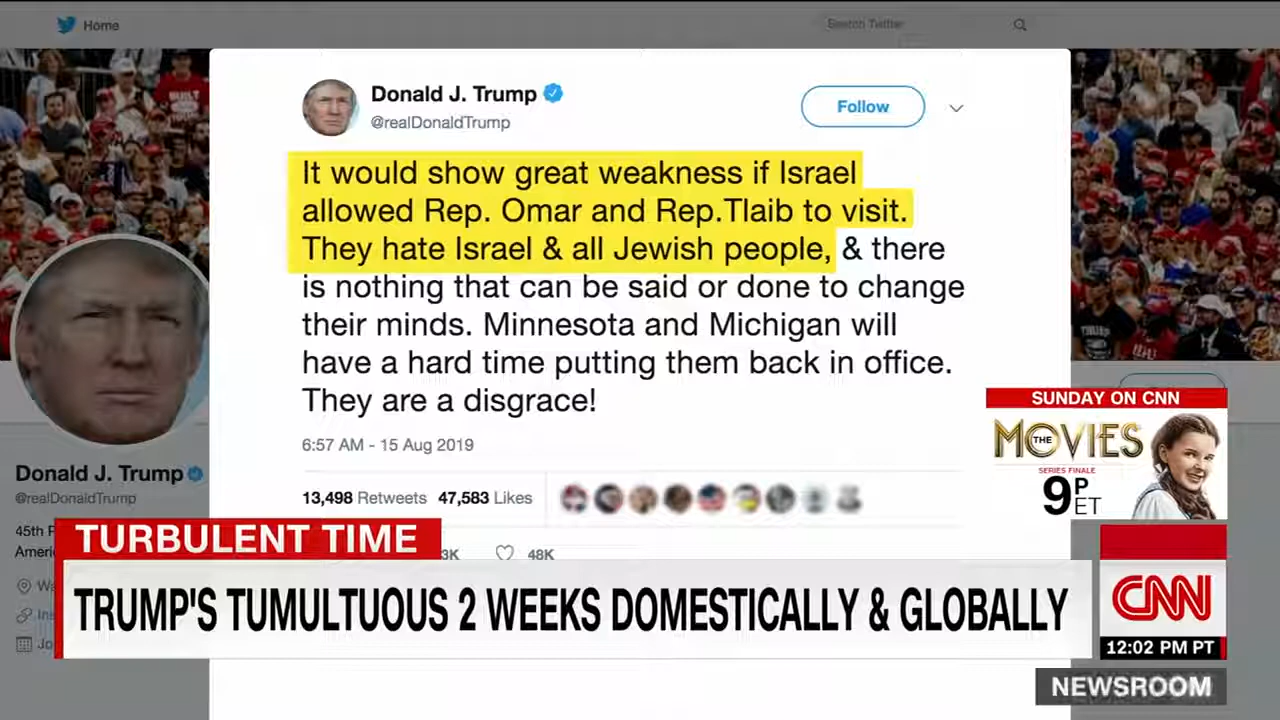 Home
Search Twitter
Donald J. Trump
@realDonaldTrump
Follow
It would show great weakness if Israel
allowed Rep. Omar and Rep.Tlaib to visit.
They hate Israel & all Jewish people, & there
is nothing that can be said or done to change
their minds. Minnesota and Michigan will
have a hard time putting them back in office.
They are a disgrace!
6:57 AM - 15 Aug 2019
13,498 Retweets 47,583 Likes
3K 48K
Donald J. Trump
@realDonaldTrump
45th P
Ameri
Wa
Ins
Jo
SUNDAY ON CNN
THE MOVIES
SERIES FINALE
9P ET
TURBULENT TIME
TRUMP'S TUMULTUOUS 2 WEEKS DOMESTICALLY & GLOBALLY
CNN
12:02 PM PT
NEWSROOM